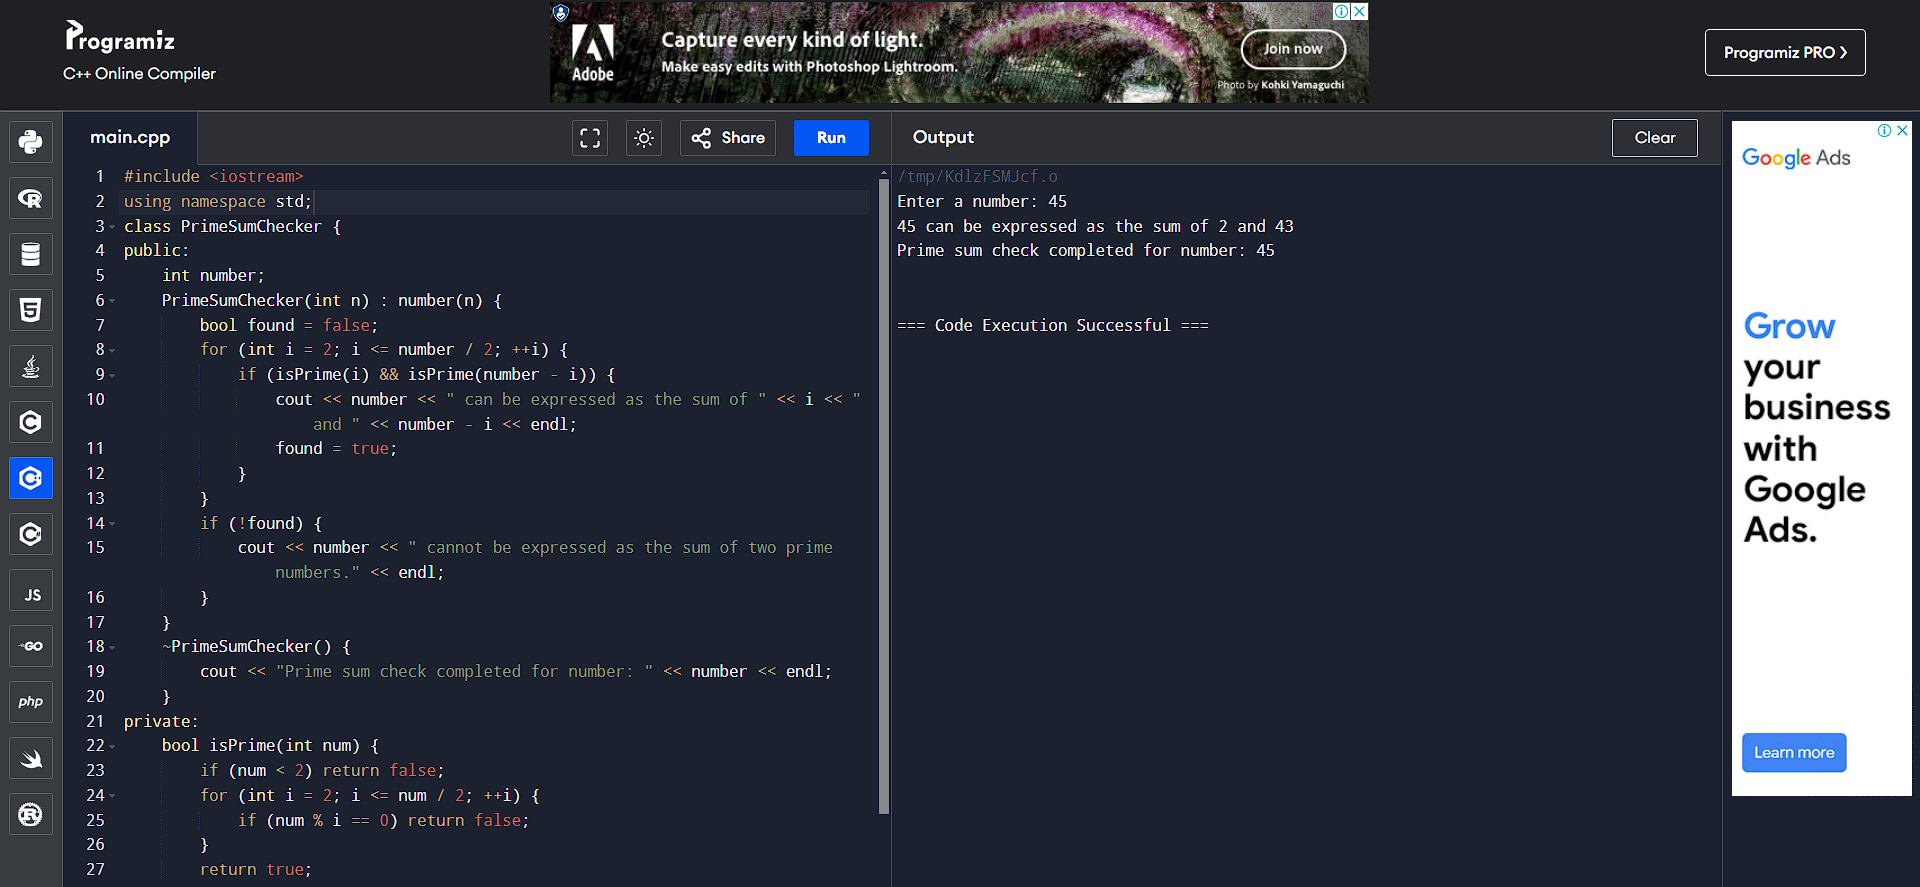 Programiz
C++ Online Compiler
Adobe
Capture every kind of light.
Make easy edits with Photoshop Lightroom.
Join now
Photo by Kohki Yamaguchi
Programiz PRO
main.cpp
Share
Run
Output
Clear
1 #include <iostream>
2 using namespace std;
3 class PrimeSumChecker {
4 public:
5 int number;
6 PrimeSumChecker(int n) : number(n) {
7 bool found = false;
8 for (int i = 2; i <= number / 2; ++i) {
9 if (isPrime(i) && isPrime(number - i)) {
10 cout << number << " can be expressed as the sum of " << i << "
and " << number - i << endl;
11 found = true;
12 }
13 }
14 if (!found) {
15 cout << number << " cannot be expressed as the sum of two prime
numbers." << endl;
16 }
17 }
18 ~PrimeSumChecker() {
19 cout << "Prime sum check completed for number: " << number << endl;
20 }
21 private:
22 bool isPrime(int num) {
23 if (num < 2) return false;
24 for (int i = 2; i <= num / 2; ++i) {
25 if (num % i == 0) return false;
26 }
27 return true;
/tmp/KdlzFSMJcf.o
Enter a number: 45
45 can be expressed as the sum of 2 and 43
Prime sum check completed for number: 45
=== Code Execution Successful ===
JS
GO
php
Google Ads
Grow
your
business
with
Google
Ads.
Learn more